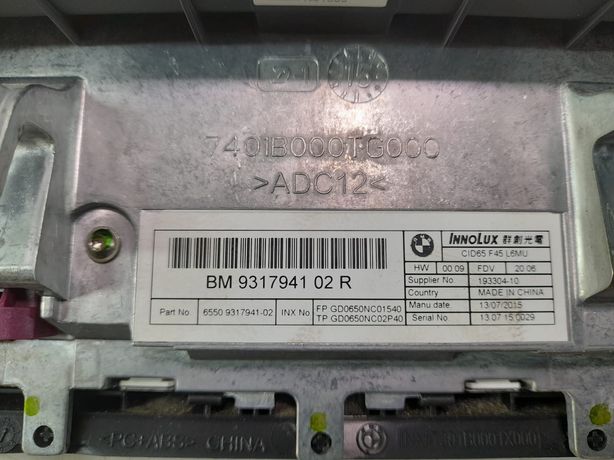 7401B000TG000
>ADC12<
BM 9317941 02 R
Part No 6550 9317941-02 INX No FP GD0650NC01540
TP GD0650NC02P40
INNOLUX 群創光電
CID65 F45 L6MU
HW 00 09 FDV 20 06
Supplier No 193304-10
Country MADE IN CHINA
Manu date 13/07/2015
Serial No 13.07 15.0029
>PC+ABS< CHINA